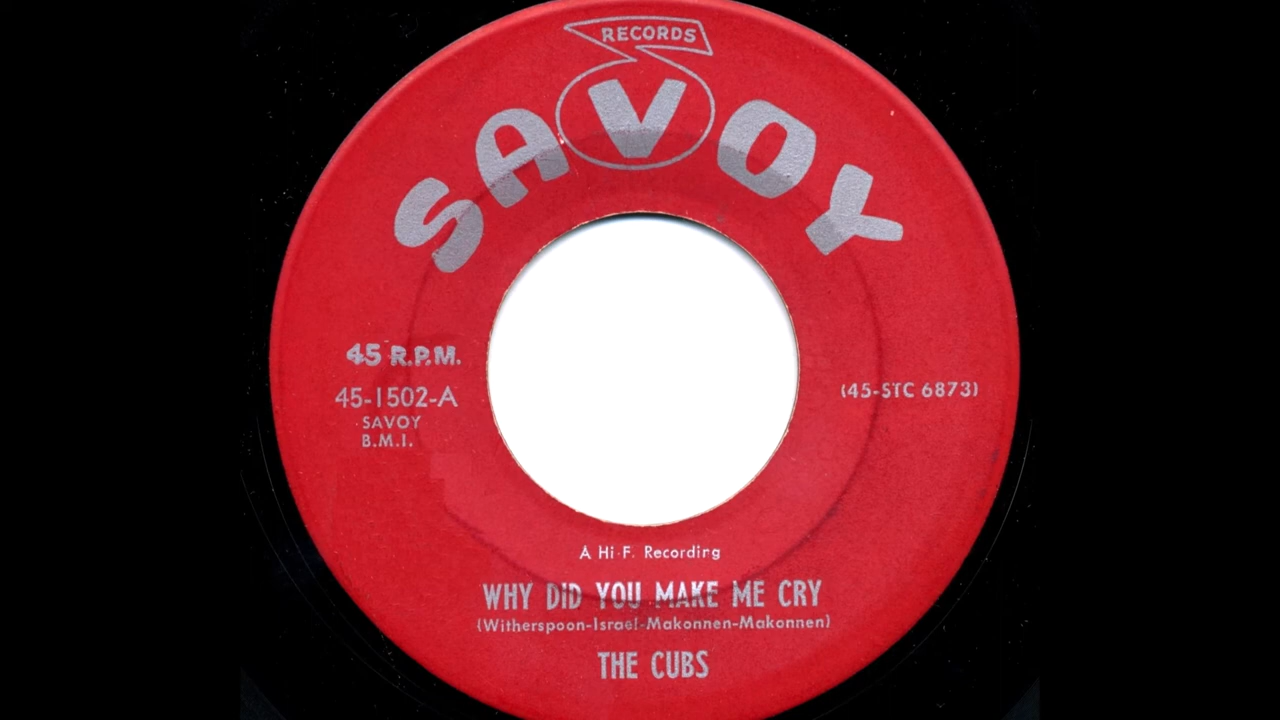 RECORDS
SAVOY
45 R.P.M.
45-1502-A
SAVOY
B.M.I.
(45-STC 6873)
A Hi-F. Recording
WHY DID YOU MAKE ME CRY
(Witherspoon-Israel-Makonnen-Makonnen)
THE CUBS